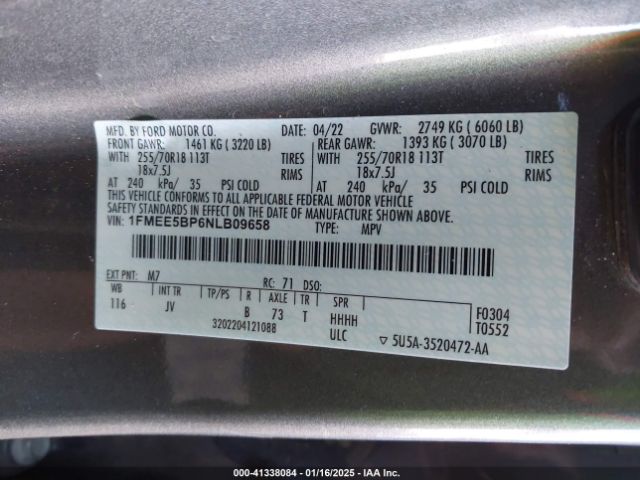 MFD. BY FORD MOTOR CO. DATE: 04/22 GVWR: 2749 KG ( 6060 LB)
FRONT GAWR: 1461 KG ( 3220 LB) REAR GAWR: 1393 KG ( 3070 LB)
WITH 255/70R18 113T TIRES WITH 255/70R18 113T TIRES
18x7.5J RIMS 18x7.5J RIMS
AT 240 kPa/ 35 PSI COLD AT 240 kPa/ 35 PSI COLD
THIS VEHICLE CONFORMS TO ALL APPLICABLE FEDERAL MOTOR VEHICLE
SAFETY STANDARDS IN EFFECT ON THE DATE OF MANUFACTURE SHOWN ABOVE.
VIN: 1FMEE5BP6NLB09658 TYPE: MPV
EXT PNT: M7 RC: 71 DSO:
WB INT TR TP/PS R AXLE TR SPR
116 JV B 73 T HHHH F0304
3202204121088 ULC T0552
▽ 5U5A-3520472-AA
000-41338084 - 01/16/2025 - IAA Inc.